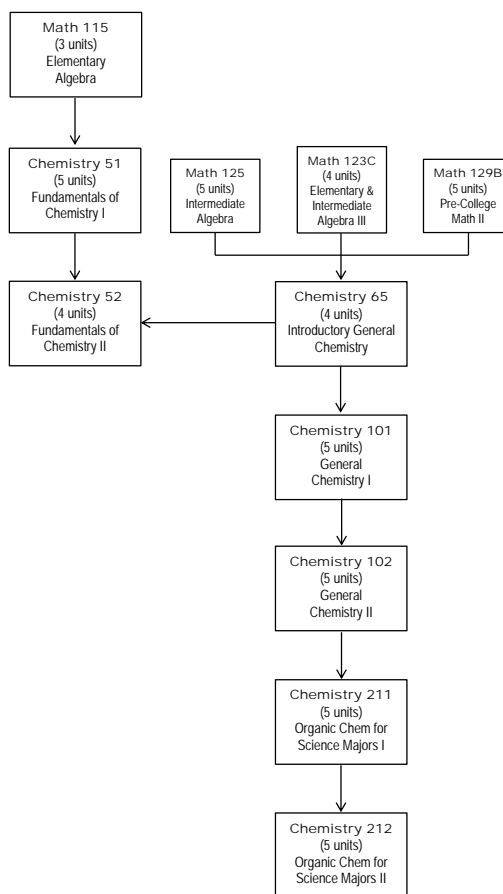 Math 115
(3 units)
Elementary
Algebra
Chemistry 51
(5 units)
Fundamentals of
Chemistry I
Math 125
(5 units)
Intermediate
Algebra
Math 123C
(4 units)
Elementary &
Intermediate
Algebra III
Math 129B
(5 units)
Pre-College
Math II
Chemistry 52
(4 units)
Fundamentals of
Chemistry II
Chemistry 65
(4 units)
Introductory General
Chemistry
Chemistry 101
(5 units)
General
Chemistry I
Chemistry 102
(5 units)
General
Chemistry II
Chemistry 211
(5 units)
Organic Chem for
Science Majors I
Chemistry 212
(5 units)
Organic Chem for
Science Majors II